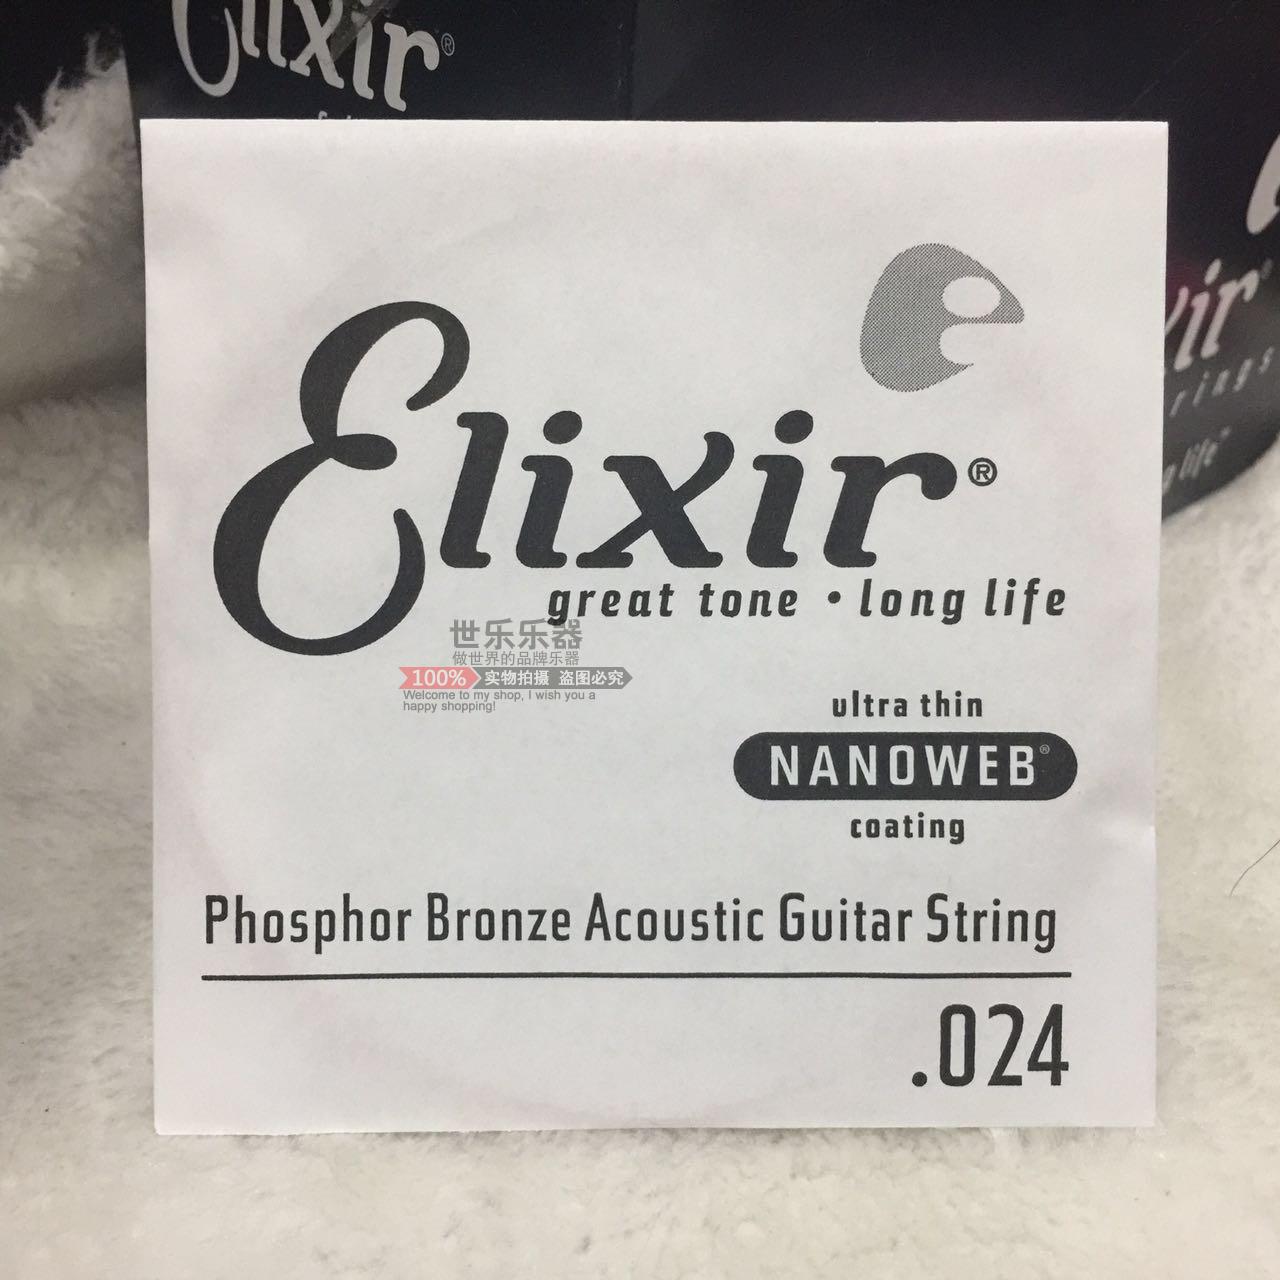 Elixir®
Elixir®
great tone • long life
世乐乐器
做世界的品牌乐器
100% 实物拍摄 盗图必究
Welcome to my shop, I wish you a
happy shopping!
ultra thin
NANOWEB®
coating
Phosphor Bronze Acoustic Guitar String
.024